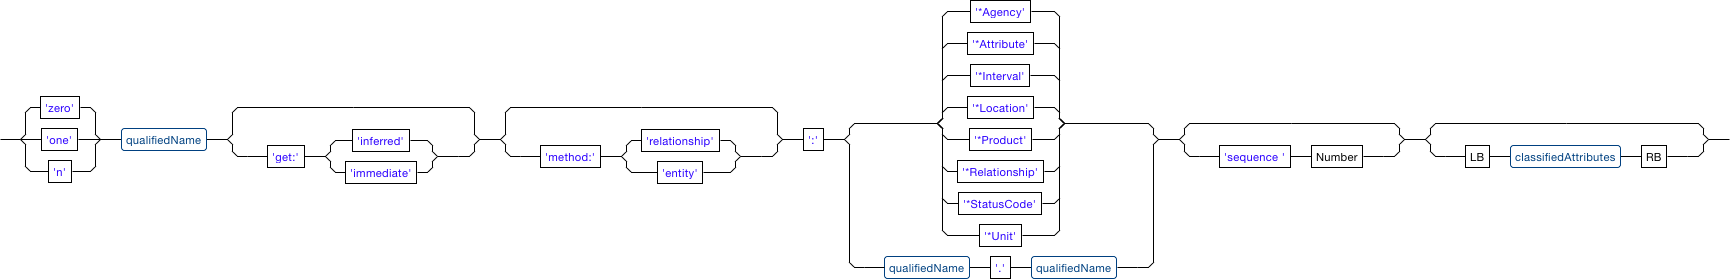 'zero'
'one'
'n'
qualifiedName
'get:'
'inferred'
'immediate'
'method:'
'relationship'
'entity'
':'
'*Agency'
'*Attribute'
'*Interval'
'*Location'
'*Product'
'*Relationship'
'*StatusCode'
'*Unit'
qualifiedName
'.'
qualifiedName
'sequence '
Number
LB
classifiedAttributes
RB